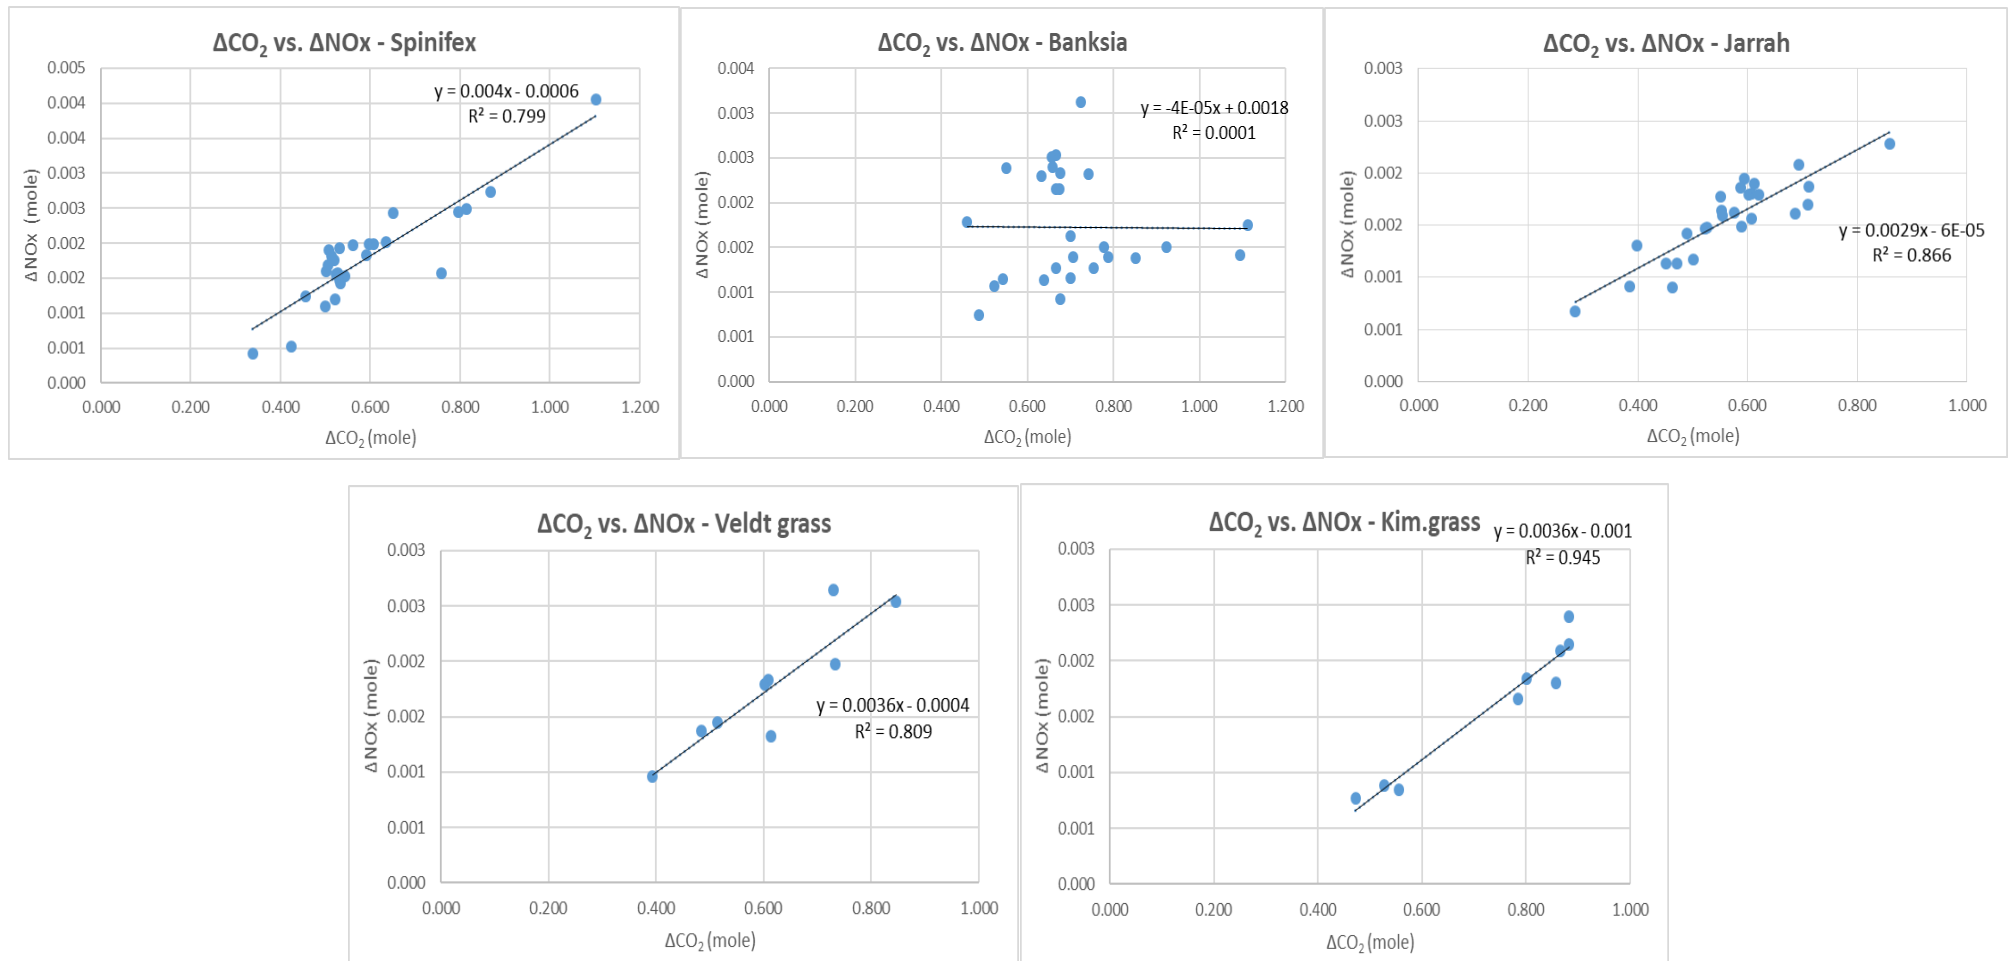 ΔCO₂ vs. ΔNOx - Spinifex
0.005
0.004
0.004
0.003
0.003
0.002
0.002
0.001
0.001
0.000
ΔNOx (mole)
y = 0.004x - 0.0006
R² = 0.799
0.000 0.200 0.400 0.600 0.800 1.000 1.200
ΔCO₂ (mole)
ΔCO₂ vs. ΔNOx - Banksia
0.004
0.003
0.003
0.002
0.002
0.001
0.001
0.000
ΔNOx (mole)
y = -4E-05x + 0.0018
R² = 0.0001
0.000 0.200 0.400 0.600 0.800 1.000 1.200
ΔCO₂ (mole)
ΔCO₂ vs. ΔNOx - Jarrah
0.003
0.003
0.002
0.002
0.001
0.001
0.000
ΔNOx (mole)
y = 0.0029x - 6E-05
R² = 0.866
0.000 0.200 0.400 0.600 0.800 1.000
ΔCO₂ (mole)
ΔCO₂ vs. ΔNOx - Veldt grass
0.003
0.003
0.002
0.002
0.001
0.001
0.000
ΔNOx (mole)
y = 0.0036x - 0.0004
R² = 0.809
0.000 0.200 0.400 0.600 0.800 1.000
ΔCO₂ (mole)
ΔCO₂ vs. ΔNOx - Kim.grass
y = 0.0036x - 0.001
R² = 0.945
0.003
0.003
0.002
0.002
0.001
0.001
0.000
ΔNOx (mole)
0.000 0.200 0.400 0.600 0.800 1.000
ΔCO₂ (mole)